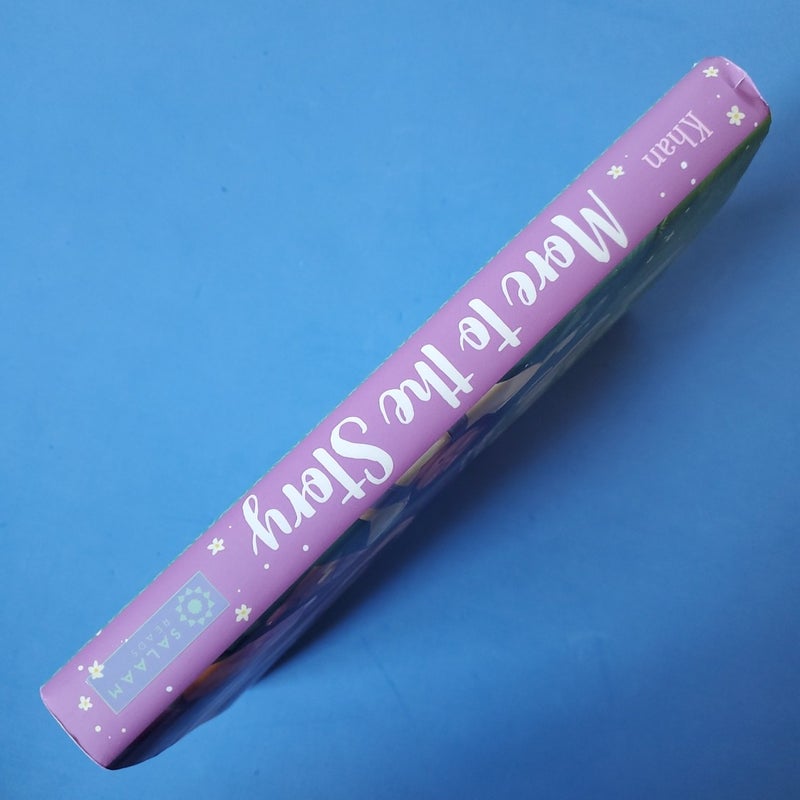 Khan
More to the Story
SALAAM
READS